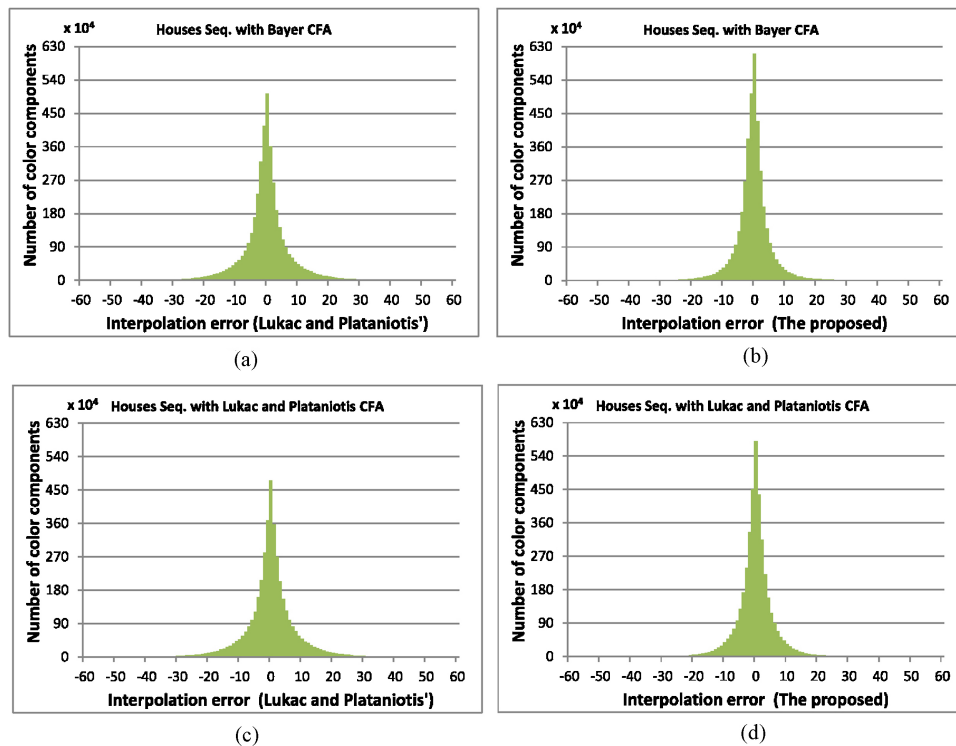 x 10⁴
Houses Seq. with Bayer CFA
630
540
450
360
270
180
90
0
Number of color components
-60 -50 -40 -30 -20 -10 0 10 20 30 40 50 60
Interpolation error (Lukac and Plataniotis')
(a)
x 10⁴
Houses Seq. with Bayer CFA
630
540
450
360
270
180
90
0
Number of color components
-60 -50 -40 -30 -20 -10 0 10 20 30 40 50 60
Interpolation error (The proposed)
(b)
x 10⁴
Houses Seq. with Lukac and Plataniotis CFA
630
540
450
360
270
180
90
0
Number of color components
-60 -50 -40 -30 -20 -10 0 10 20 30 40 50 60
Interpolation error (Lukac and Plataniotis')
(c)
x 10⁴
Houses Seq. with Lukac and Plataniotis CFA
630
540
450
360
270
180
90
0
Number of color components
-60 -50 -40 -30 -20 -10 0 10 20 30 40 50 60
Interpolation error (The proposed)
(d)